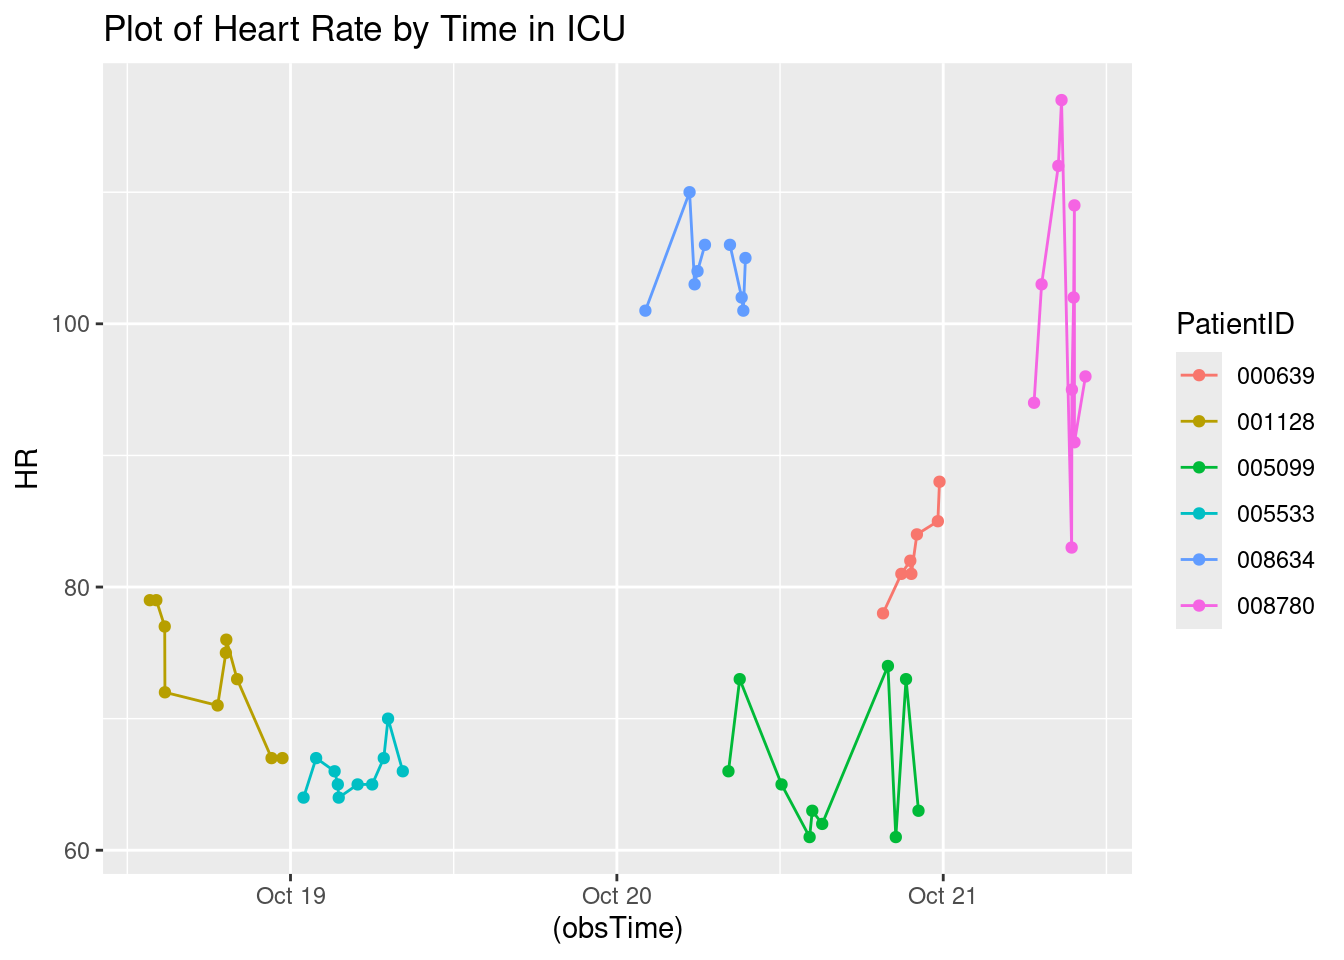 Plot of Heart Rate by Time in ICU
HR
100
80
60
Oct 19
Oct 20
Oct 21
(obsTime)
PatientID
000639
001128
005099
005533
008634
008780